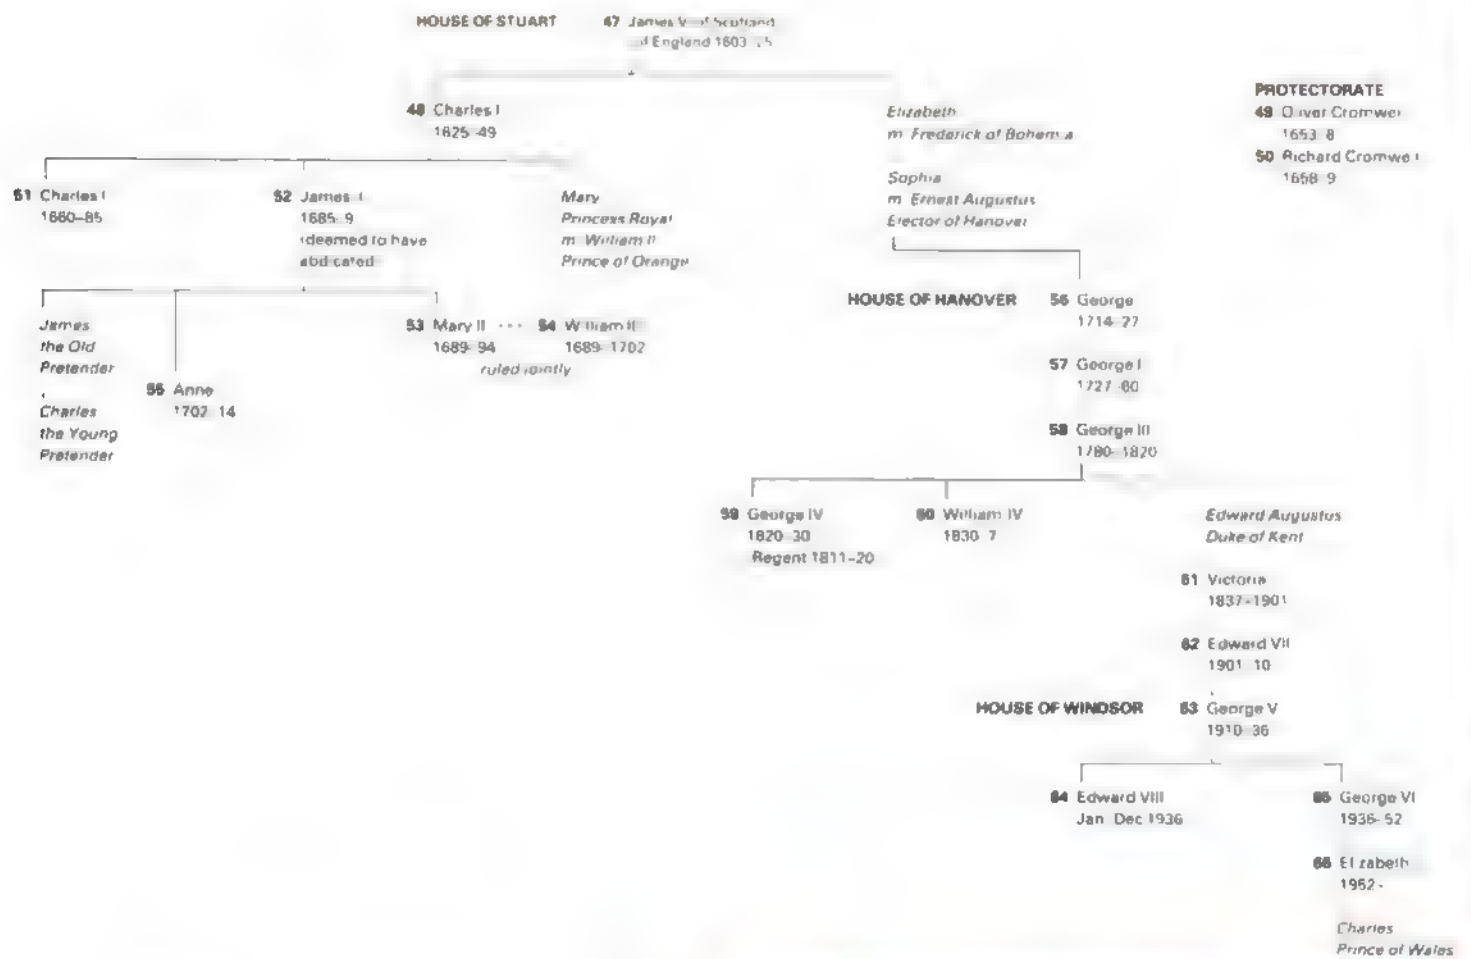 HOUSE OF STUART
47 James V of Scotland
of England 1603
48 Charles I
1625-49
Elizabeth
m Frederick of Bohemia
Sophia
m Ernest Augustus
Elector of Hanover
PROTECTORATE
49 Oliver Cromwell
1653-8
50 Richard Cromwell
1658-9
51 Charles I
1660-85
52 James I
1685-9
(deemed to have
abdicated
Mary
Princess Royal
m William II
Prince of Orange
James
the Old
Pretender
Charles
the Young
Pretender
55 Anne
1702-14
53 Mary II ···
1689-94
54 William II
1689-1702
ruled jointly
HOUSE OF HANOVER
56 George
1714-27
57 George I
1727-60
58 George III
1760-1820
59 George IV
1820-30
Regent 1811-20
60 William IV
1830-7
Edward Augustus
Duke of Kent
61 Victoria
1837-1901
62 Edward VII
1901-10
HOUSE OF WINDSOR
63 George V
1910-36
64 Edward VIII
Jan-Dec 1936
65 George VI
1936-52
66 Elizabeth
1952-
Charles
Prince of Wales